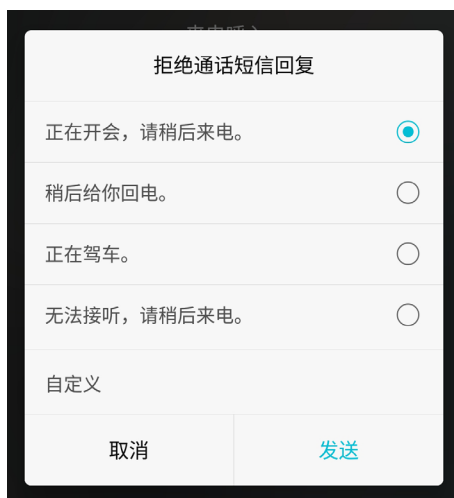 拒绝通话短信回复
正在开会，请稍后来电。
稍后给你回电。
正在驾车。
无法接听，请稍后来电。
自定义
取消
发送